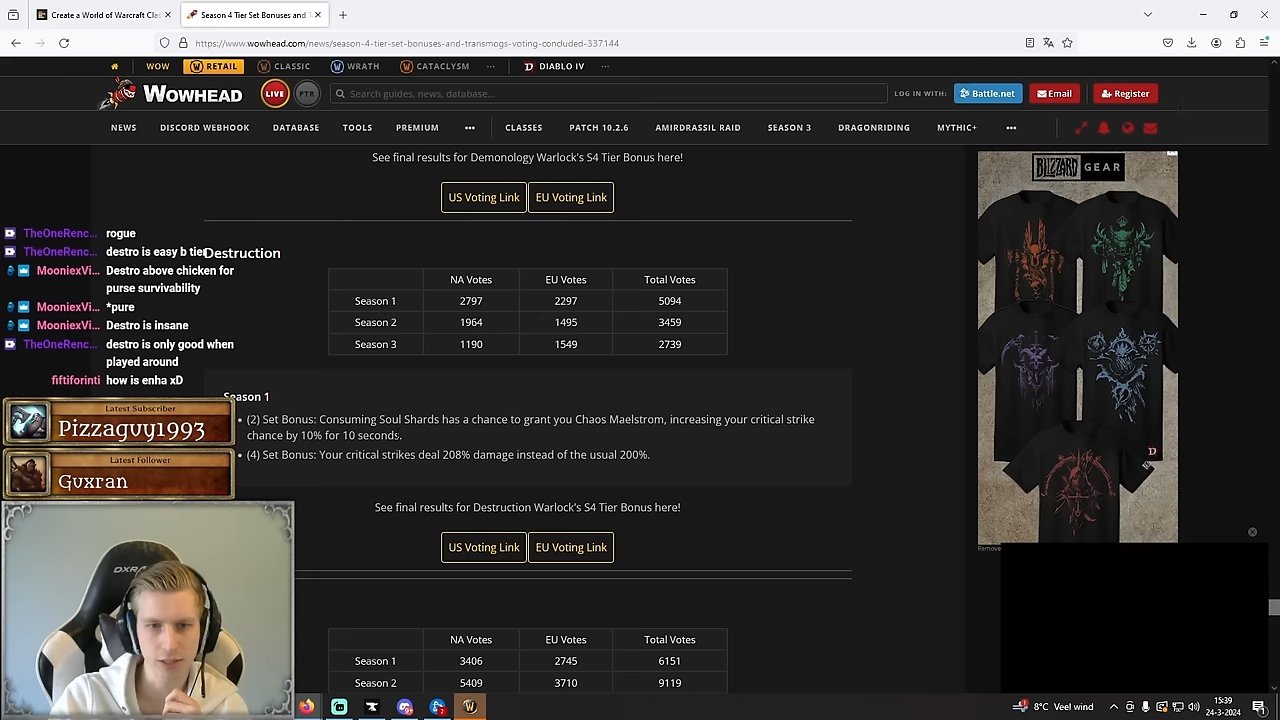 Create a World of Warcraft Cla
Season 4 Tier Set Bonuses and T
https://www.wowhead.com/news/season-4-tier-set-bonuses-and-transmogs-voting-concluded-337144
WOW
RETAIL
CLASSIC
WRATH
CATACLYSM
DIABLO IV
WOWHEAD
LIVE
PTR
Search guides, news, database...
LOG IN WITH:
Battle.net
Email
Register
NEWS
DISCORD WEBHOOK
DATABASE
TOOLS
PREMIUM
CLASSES
PATCH 10.2.6
AMIRDRASSIL RAID
SEASON 3
DRAGONRIDING
MYTHIC+
See final results for Demonology Warlock's S4 Tier Bonus here!
US Voting Link
EU Voting Link
TheOneRenc... rogue
TheOneRenc... destro is easy b tier
MooniexVi... Destro above chicken for
purse survivability
MooniexVi... *pure
MooniexVi... Destro is insane
TheOneRenc... destro is only good when
played around
fiftiforinti how is enha xD
Destruction
NA Votes EU Votes Total Votes
Season 1 2797 2297 5094
Season 2 1964 1495 3459
Season 3 1190 1549 2739
Season 1
• (2) Set Bonus: Consuming Soul Shards has a chance to grant you Chaos Maelstrom, increasing your critical strike
chance by 10% for 10 seconds.
• (4) Set Bonus: Your critical strikes deal 208% damage instead of the usual 200%.
See final results for Destruction Warlock's S4 Tier Bonus here!
US Voting Link
EU Voting Link
NA Votes EU Votes Total Votes
Season 1 3406 2745 6151
Season 2 5409 3710 9119
Latest Subscriber
Pizzaguy1993
Latest Follower
Guxran
BLIZZARD GEAR
Remove
DXR
8°C Veel wind
15:39
24-3-2024